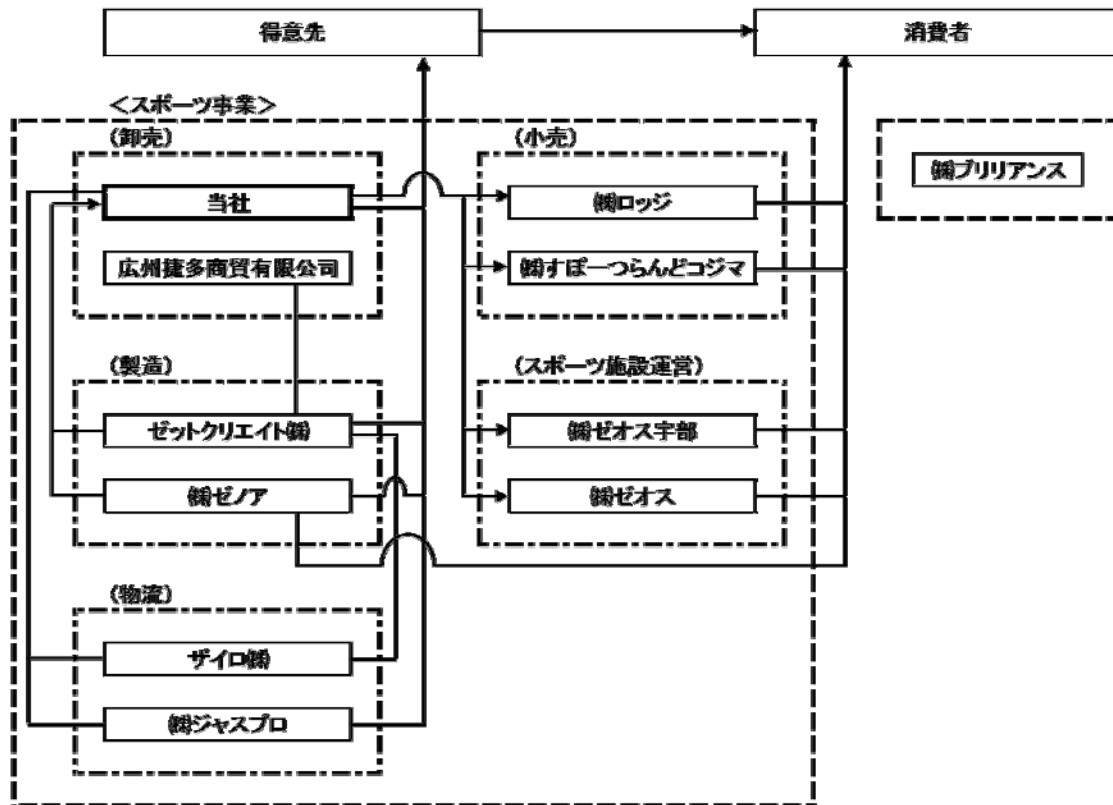 得意先
消費者
＜スポーツ事業＞
（卸売）
（小売）
当社
㈱ロッジ
㈱ブリリアンス
広州捷多商貿有限公司
㈱すぽーつらんどコジマ
（製造）
（スポーツ施設運営）
ゼットクリエイト㈱
㈱ゼオス宇部
㈱ゼノア
㈱ゼオス
（物流）
ザイロ㈱
㈱ジャスプロ